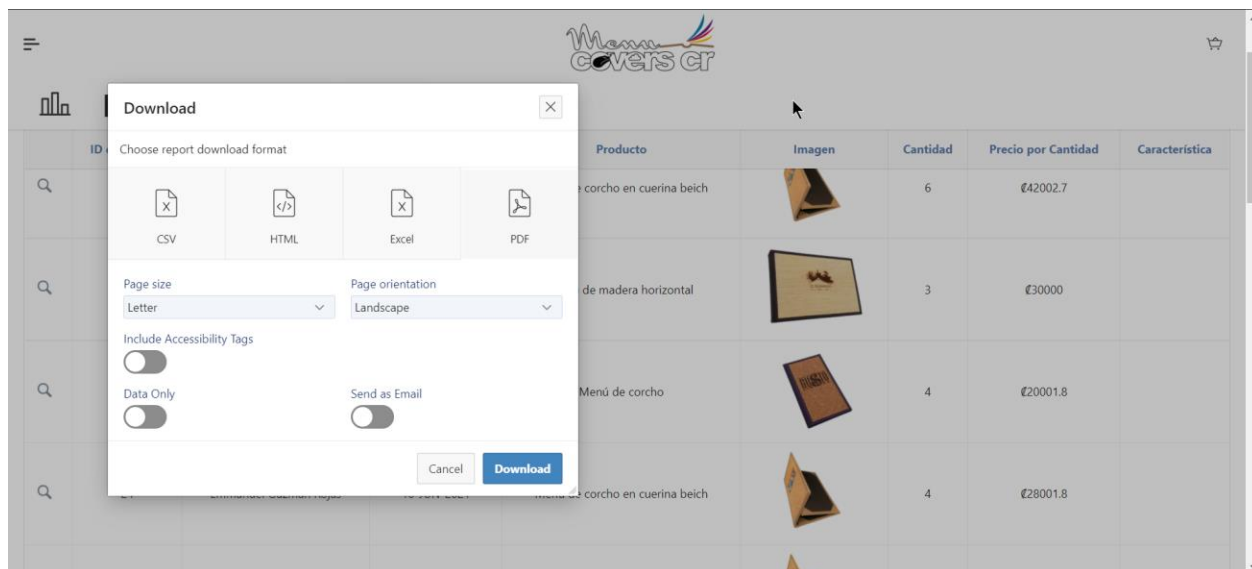 Menu
covers cr
Download
Choose report download format
CSV
HTML
Excel
PDF
Page size
Page orientation
Letter
Landscape
Include Accessibility Tags
Data Only
Send as Email
Cancel
Download
ID
Producto
Imagen
Cantidad
Precio por Cantidad
Característica
corcho en cuerina beich
6
₡42002.7
de madera horizontal
3
₡30000
Menú de corcho
4
₡20001.8
corcho en cuerina beich
4
₡28001.8